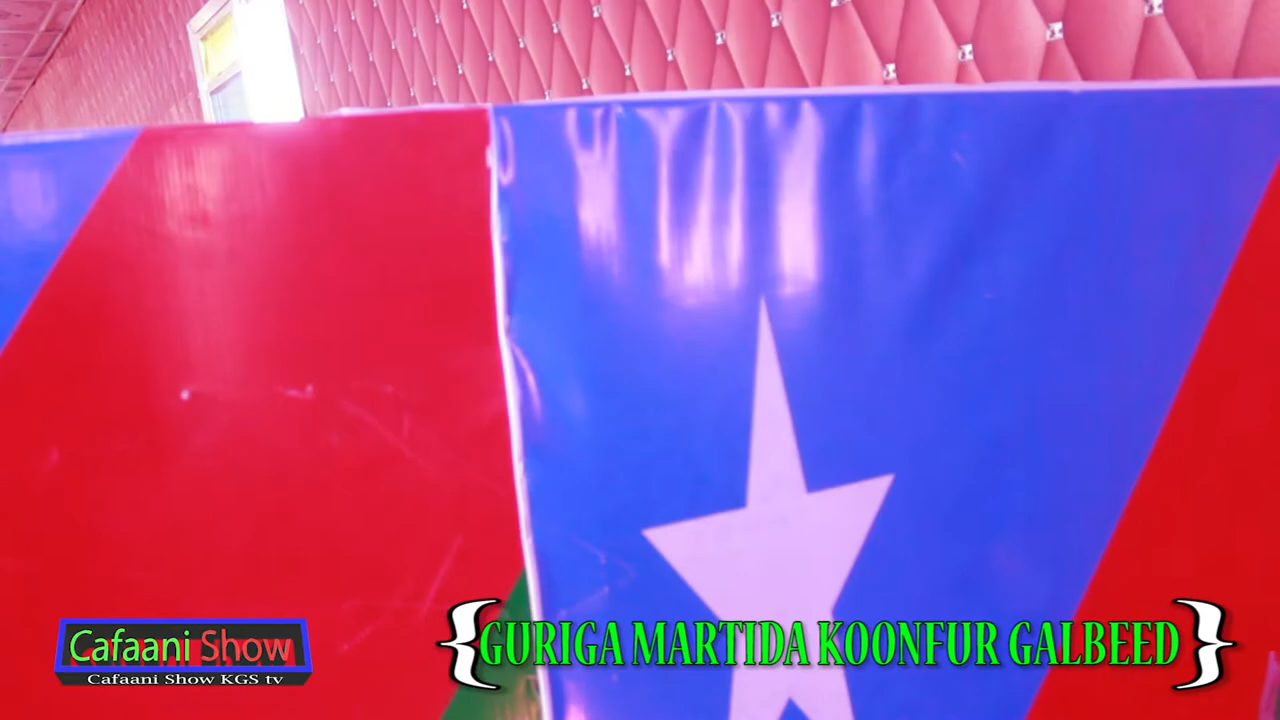 Cafaani Show
Cafaani Show KGS tv
GURIGA MARTIDA KOONFUR GALBEED